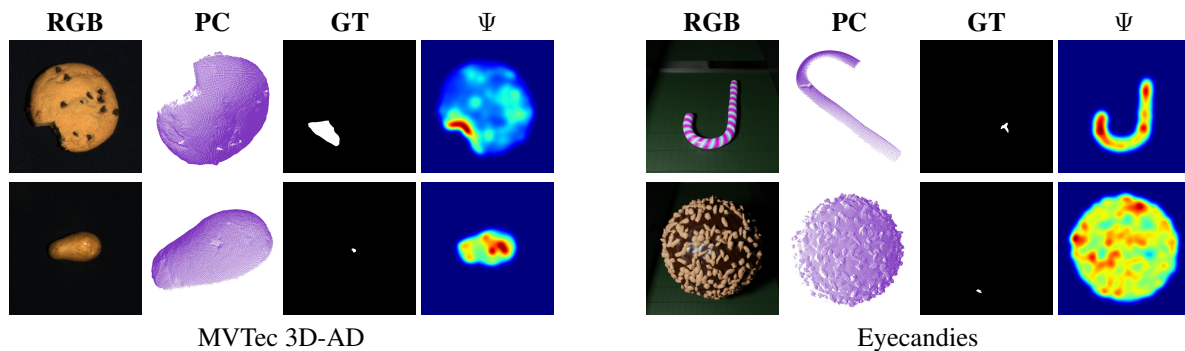 RGB PC GT Ψ RGB PC GT Ψ
MVTec 3D-AD Eyecandies